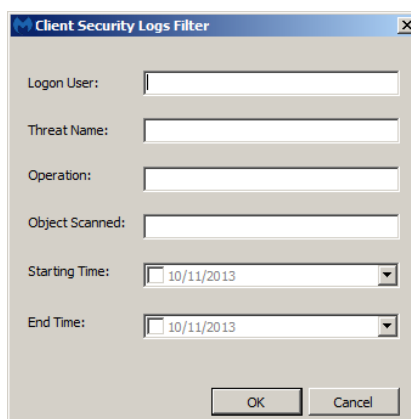 Client Security Logs Filter
Logon User:
Threat Name:
Operation:
Object Scanned:
Starting Time: 10/11/2013
End Time: 10/11/2013
OK Cancel